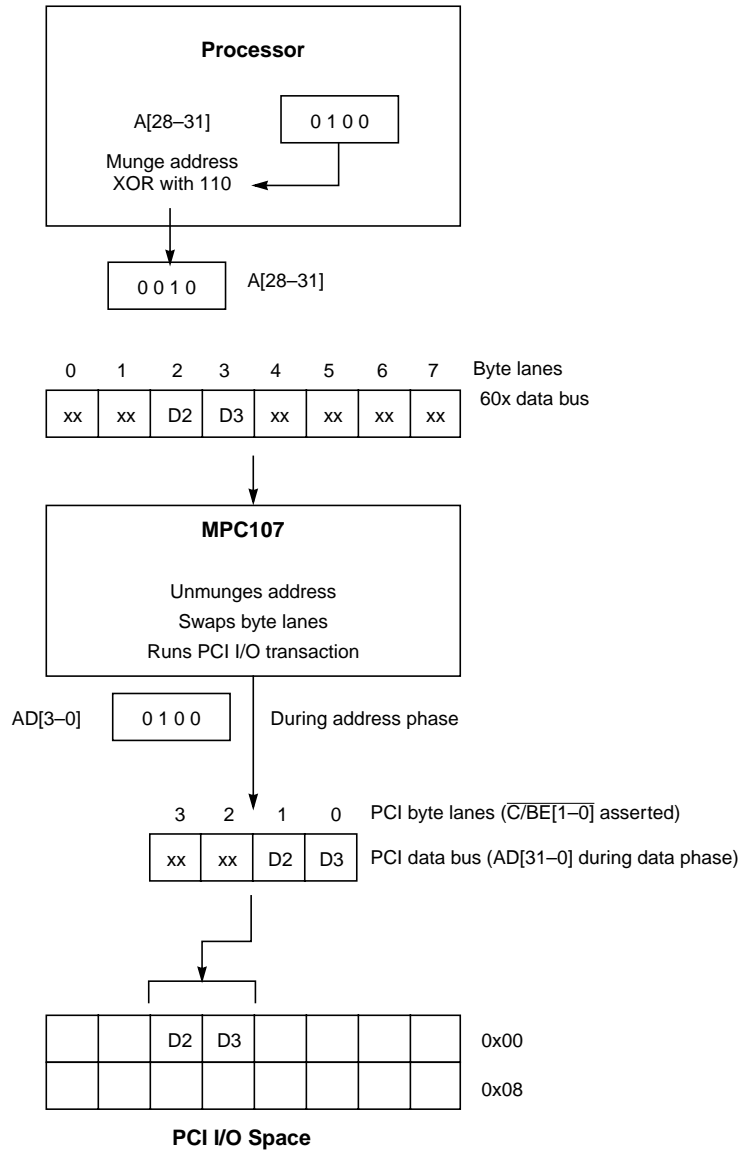 Processor
A[28–31] 0 1 0 0
Munge address
XOR with 110
0 0 1 0 A[28–31]
0 1 2 3 4 5 6 7 Byte lanes
xx xx D2 D3 xx xx xx xx 60x data bus
MPC107
Unmunges address
Swaps byte lanes
Runs PCI I/O transaction
AD[3–0] 0 1 0 0 During address phase
3 2 1 0 PCI byte lanes (C/BE[1–0] asserted)
xx xx D2 D3 PCI data bus (AD[31–0] during data phase)
D2 D3 0x00
0x08
PCI I/O Space